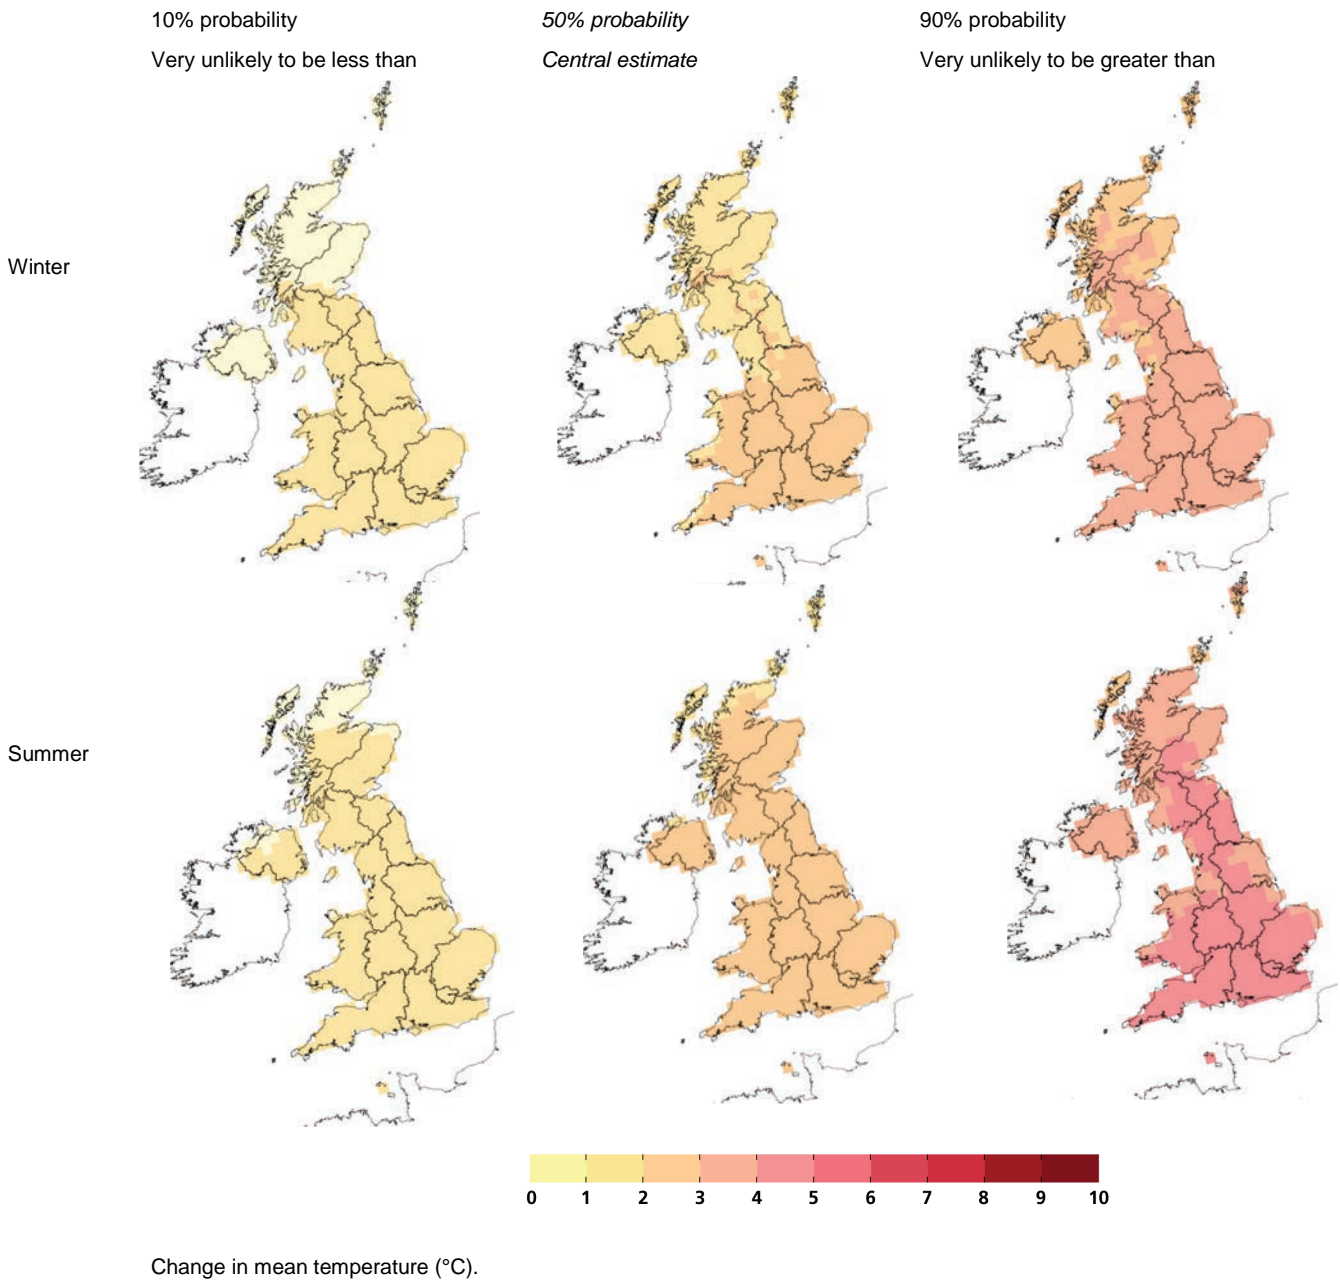 10% probability
50% probability
90% probability
Very unlikely to be less than
Central estimate
Very unlikely to be greater than
Winter
Summer
0 1 2 3 4 5 6 7 8 9 10
Change in mean temperature (°C).